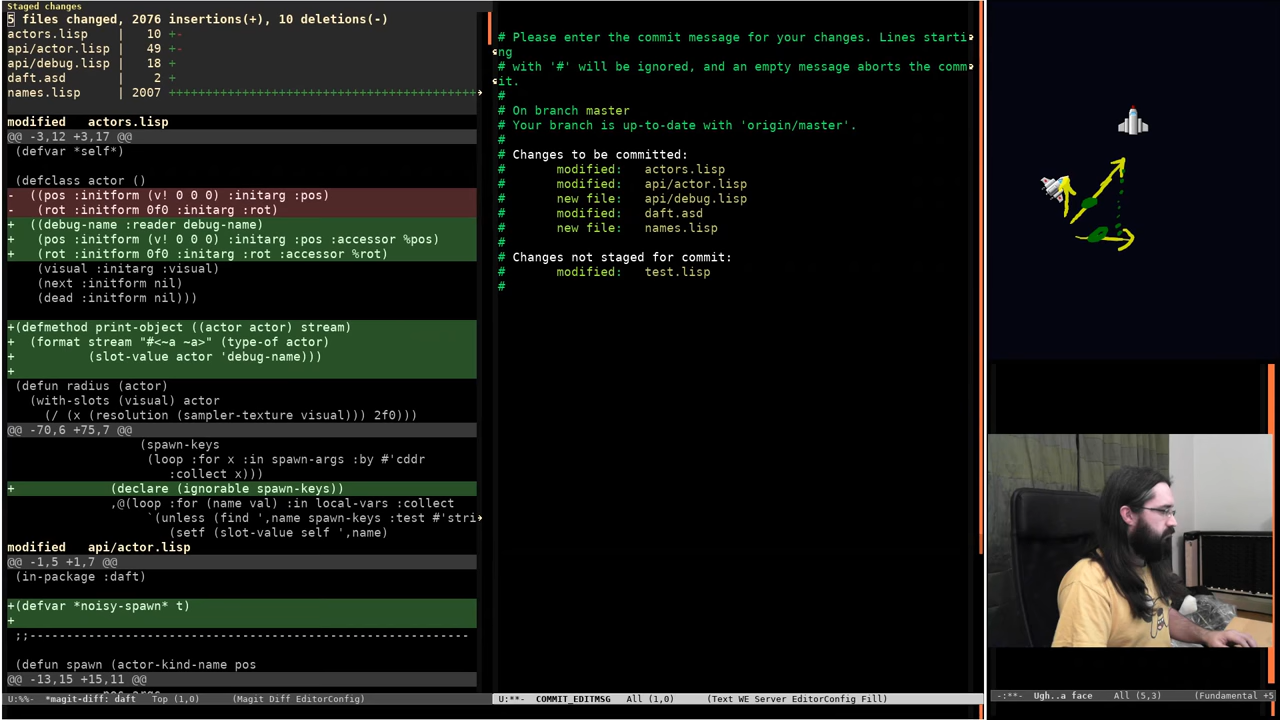 Staged changes
5 files changed, 2076 insertions(+), 10 deletions(-)
actors.lisp | 10 +-
api/actor.lisp | 49 +-
api/debug.lisp | 18 +
daft.asd | 2 +
names.lisp | 2007 ++++++++++++++++++++++++++++++++++++++++++
modified actors.lisp
@@ -3,12 +3,17 @@
(defvar *self*)
(defclass actor ()
- ((pos :initform (v! 0 0 0) :initarg :pos)
- (rot :initform 0f0 :initarg :rot)
+ ((debug-name :reader debug-name)
+ (pos :initform (v! 0 0 0) :initarg :pos :accessor %pos)
+ (rot :initform 0f0 :initarg :rot :accessor %rot)
(visual :initarg :visual)
(next :initform nil)
(dead :initform nil)))
+(defmethod print-object ((actor actor) stream)
+ (format stream "#<~a ~a>" (type-of actor)
+ (slot-value actor 'debug-name)))
+
(defun radius (actor)
(with-slots (visual) actor
(/ (x (resolution (sampler-texture visual))) 2f0)))
@@ -70,6 +75,7 @@
(spawn-keys
(loop :for x :in spawn-args :by #'cddr
:collect x)))
+ (declare (ignorable spawn-keys))
,@(loop :for (name val) :in local-vars :collect
`(unless (find ',name spawn-keys :test #'stri
(setf (slot-value self ',name)
modified api/actor.lisp
@@ -1,5 +1,7 @@
(in-package :daft)
+(defvar *noisy-spawn* t)
+
;;------------------------------------------------------------
(defun spawn (actor-kind-name pos
@@ -13,15 +15,11 @@
U:%%- *magit-diff: daft Top (1,0) (Magit Diff EditorConfig)
# Please enter the commit message for your changes. Lines starti
ng
# with '#' will be ignored, and an empty message aborts the comm
it.
#
# On branch master
# Your branch is up-to-date with 'origin/master'.
#
# Changes to be committed:
# modified: actors.lisp
# modified: api/actor.lisp
# new file: api/debug.lisp
# modified: daft.asd
# new file: names.lisp
#
# Changes not staged for commit:
# modified: test.lisp
#
U:**- COMMIT_EDITMSG All (1,0) (Text WE Server EditorConfig Fill)
-:**- Ugh..a face All (5,3) (Fundamental +5